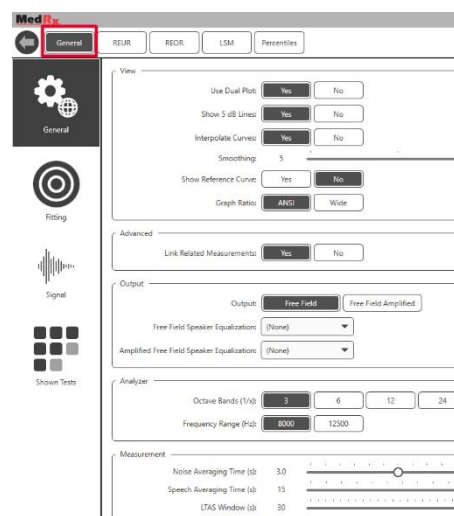 MedRx
General REUR REOR LSM Percentiles
General
Fitting
Signal
Shown Tests
View
Use Dual Plot: Yes No
Show 5 dB Lines: Yes No
Interpolate Curves: Yes No
Smoothing: 5
Show Reference Curve: Yes No
Graph Ratio: ANSI Wide
Advanced
Link Related Measurements: Yes No
Output
Output: Free Field Free Field Amplified
Free Field Speaker Equalization: (None)
Amplified Free Field Speaker Equalization: (None)
Analyzer
Octave Bands (1/x): 3 6 12 24
Frequency Range (Hz): 8000 12500
Measurement
Noise Averaging Time (s): 3.0
Speech Averaging Time (s): 15
LTAS Window (s): 30